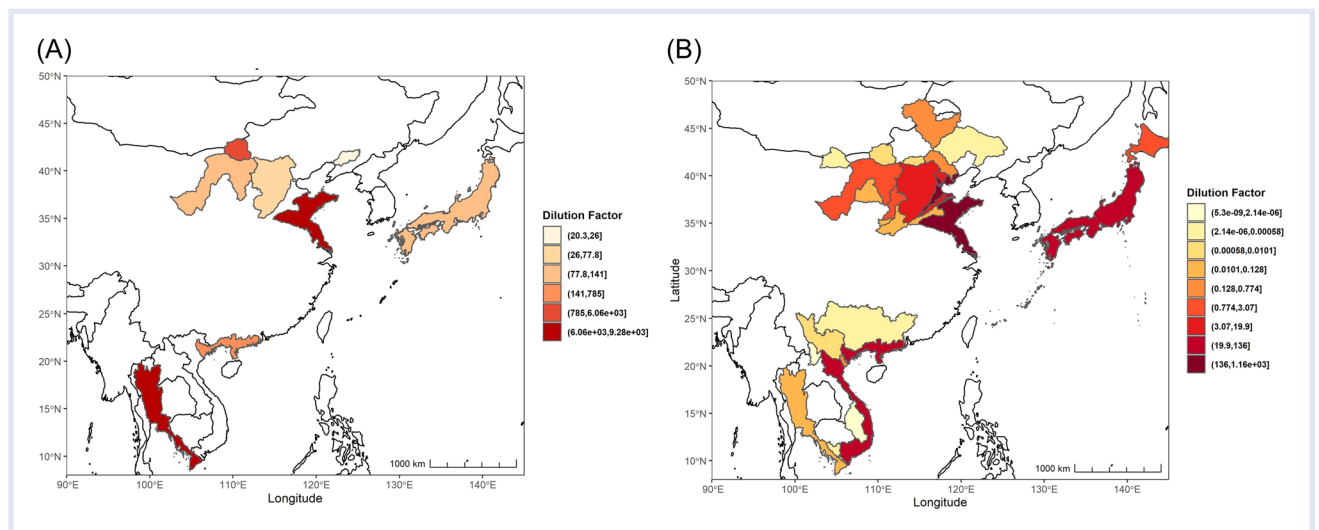 (A)
50°N
45°N
40°N
35°N
30°N
25°N
20°N
15°N
10°N
90°E
100°E
110°E
120°E
130°E
140°E
Longitude
1000 km
Dilution Factor
(20.3,26]
(26,77.8]
(77.8,141]
(141,785]
(785,6.06e+03]
(6.06e+03,9.28e+03]
(B)
Latitude
50°N
45°N
40°N
35°N
30°N
25°N
20°N
15°N
10°N
90°E
100°E
110°E
120°E
130°E
140°E
Longitude
1000 km
Dilution Factor
(5.3e-09,2.14e-06]
(2.14e-06,0.00058]
(0.00058,0.0101]
(0.0101,0.128]
(0.128,0.774]
(0.774,3.07]
(3.07,19.9]
(19.9,136]
(136,1.16e+03]